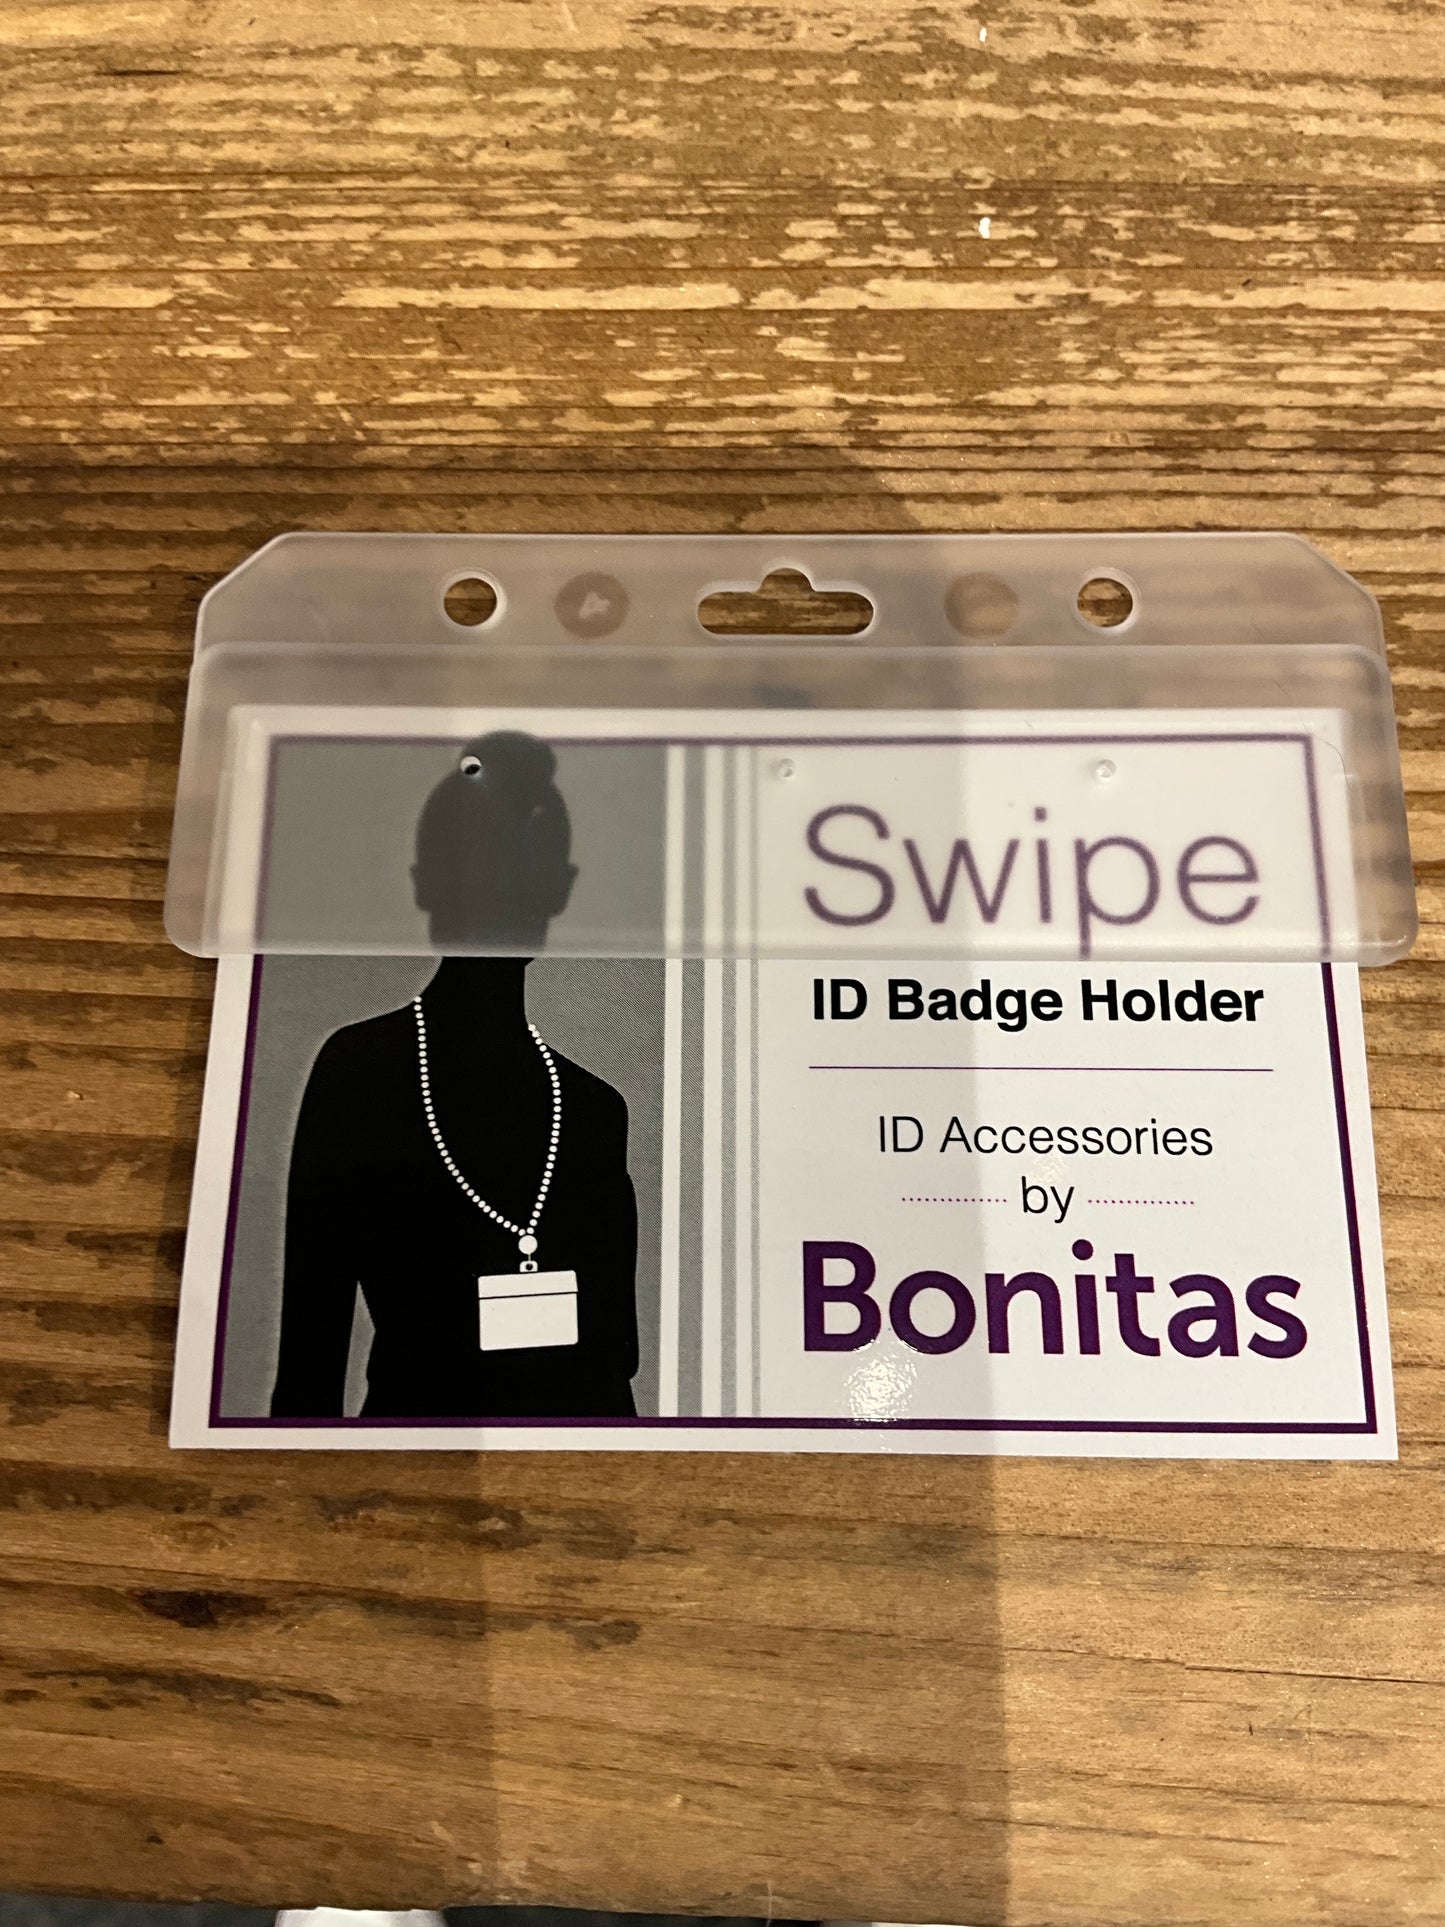 Swipe
ID Badge Holder
ID Accessories
by
Bonitas